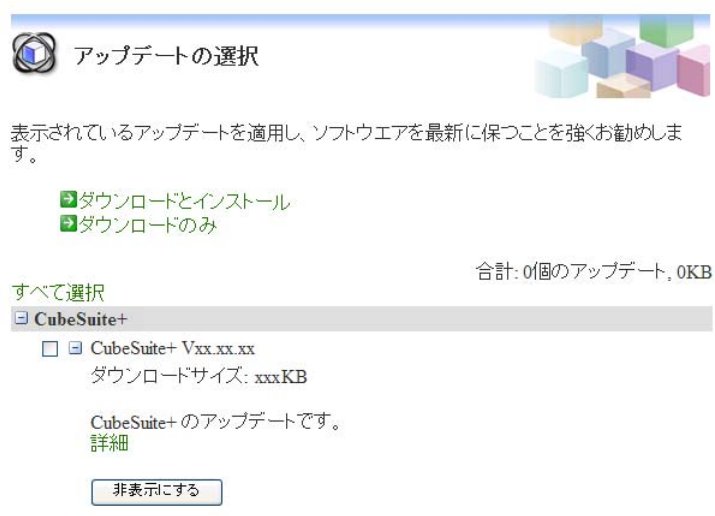 アップデートの選択
表示されているアップデートを適用し、ソフトウエアを最新に保つことを強くお勧めしま
す。
ダウンロードとインストール
ダウンロードのみ
合計: 0個のアップデート, 0KB
すべて選択
CubeSuite+
CubeSuite+ Vxx.xx.xx
ダウンロードサイズ: xxxKB
CubeSuite+ のアップデートです。
詳細
非表示にする